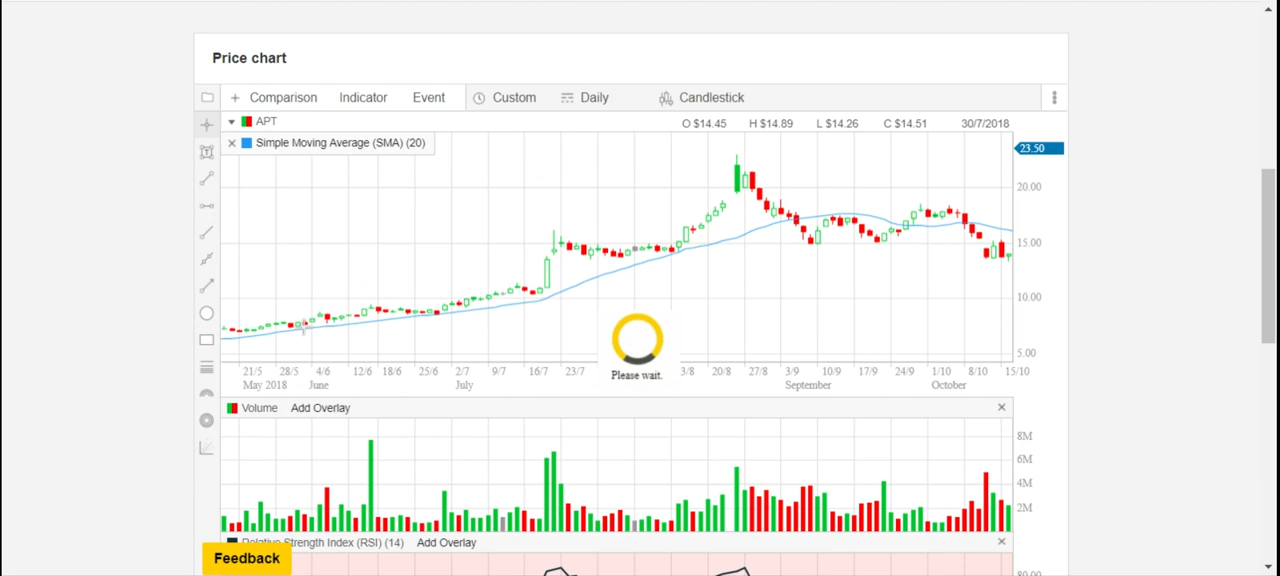 Price chart
+ Comparison Indicator Event Custom Daily Candlestick
APT O $14.45 H $14.89 L $14.26 C $14.51 30/7/2018
Simple Moving Average (SMA) (20)
23.50
20.00
15.00
10.00
5.00
Please wait.
21/5 28/5 4/6 12/6 18/6 25/6 2/7 9/7 16/7 23/7 3/8 20/8 27/8 3/9 10/9 17/9 24/9 1/10 8/10 15/10
May 2018 June July September October
Volume Add Overlay
8M
6M
4M
2M
Relative Strength Index (RSI) (14) Add Overlay
Feedback
80.00